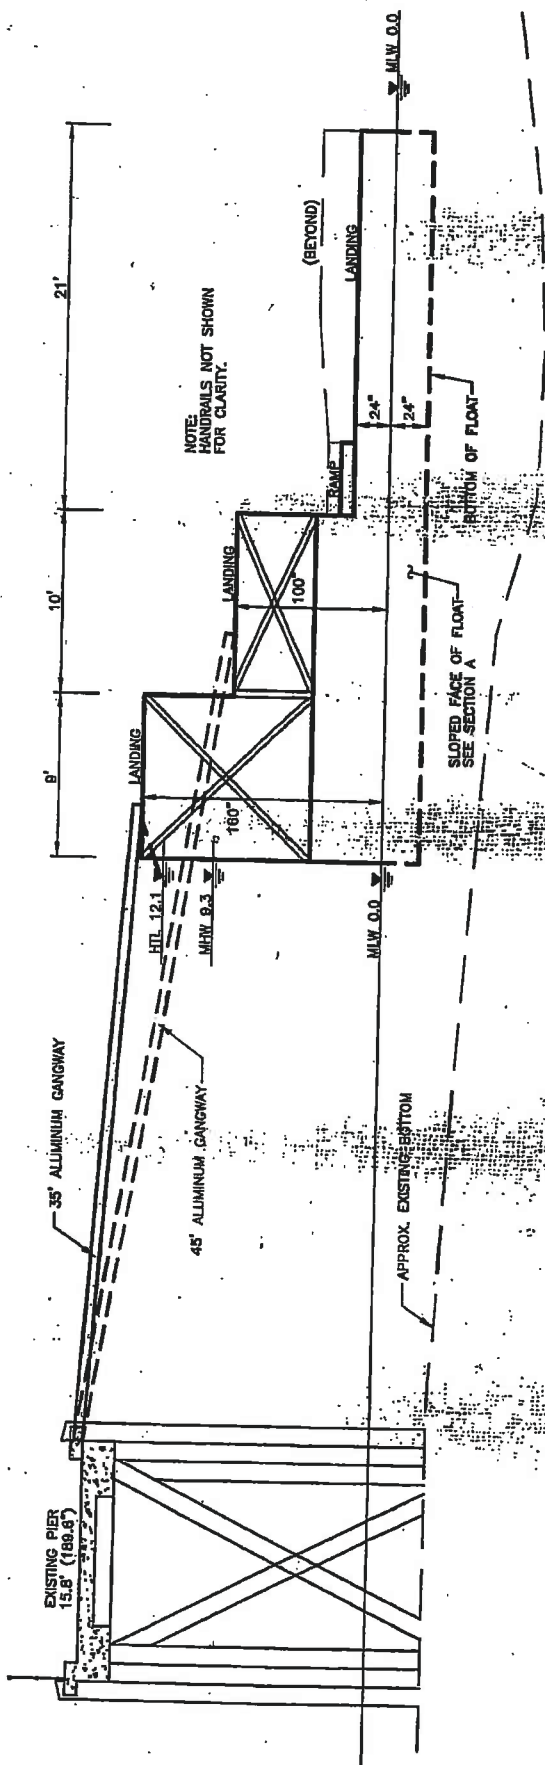 EXISTING PIER
15.8' (189.6")
35' ALUMINUM GANGWAY
45' ALUMINUM GANGWAY
APPROX. EXISTING BOTTOM
HTL 12.1
MHW 9.3
MLW 0.0
9'
10'
21'
LANDING
160"
LANDING
100"
NOTE:
HANDRAILS NOT SHOWN
FOR CLARITY.
RAMP
(BEYOND)
LANDING
24"
24"
SLOPED FACE OF FLOAT
SEE SECTION A
BOTTOM OF FLOAT
MLW 0.0